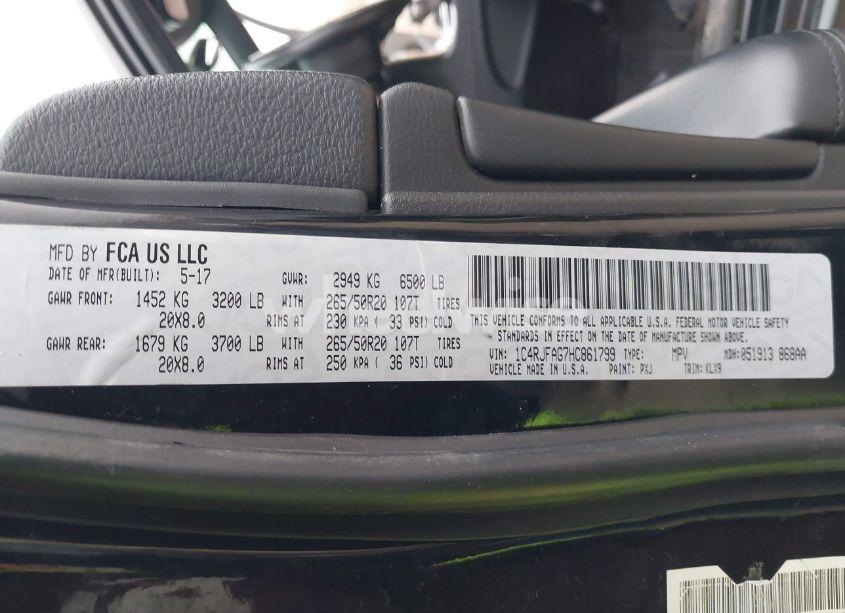 MFD BY FCA US LLC
DATE OF MFR(BUILT): 5-17 GVWR: 2949 KG 6500 LB
GAWR FRONT: 1452 KG 3200 LB WITH 265/50R20 107T TIRES
20X8.0 RIMS AT 230 KPA ( 33 PSI) COLD
GAWR REAR: 1679 KG 3700 LB WITH 265/50R20 107T TIRES
20X8.0 RIMS AT 250 KPA ( 36 PSI) COLD
THIS VEHICLE CONFORMS TO ALL APPLICABLE U.S.A. FEDERAL MOTOR VEHICLE SAFETY
STANDARDS IN EFFECT ON THE DATE OF MANUFACTURE SHOWN ABOVE.
VIN: 1C4RJFAG7HC861799 TYPE: MPV MDH: 051913 868AA
VEHICLE MADE IN U.S.A. PAINT: PXJ TRIM: KLX9